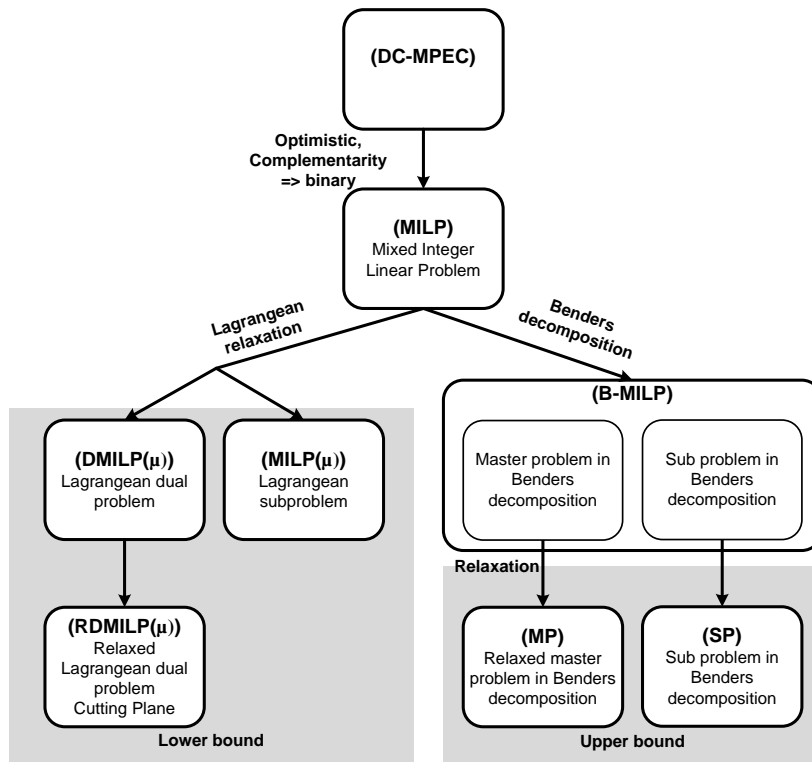 (DC-MPEC)
Optimistic,
Complementarity
=> binary
(MILP)
Mixed Integer
Linear Problem
Lagrangean
relaxation
Benders
decomposition
(B-MILP)
(DMILP(μ))
Lagrangean dual
problem
(MILP(μ))
Lagrangean
subproblem
Master problem in
Benders
decomposition
Sub problem in
Benders
decomposition
Relaxation
(RDMILP(μ))
Relaxed
Lagrangean dual
problem
Cutting Plane
(MP)
Relaxed master
problem in Benders
decomposition
(SP)
Sub problem in
Benders
decomposition
Lower bound
Upper bound